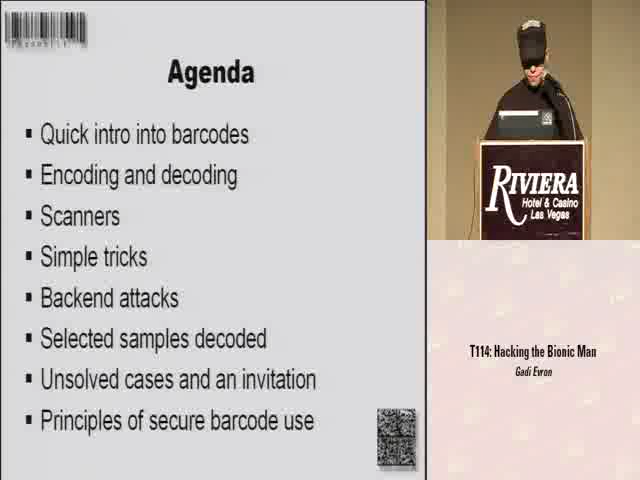 Agenda
▪ Quick intro into barcodes
▪ Encoding and decoding
▪ Scanners
▪ Simple tricks
▪ Backend attacks
▪ Selected samples decoded
▪ Unsolved cases and an invitation
▪ Principles of secure barcode use
RIVIERA
Hotel & Casino
Las Vegas
T114: Hacking the Bionic Man
Gadi Evron